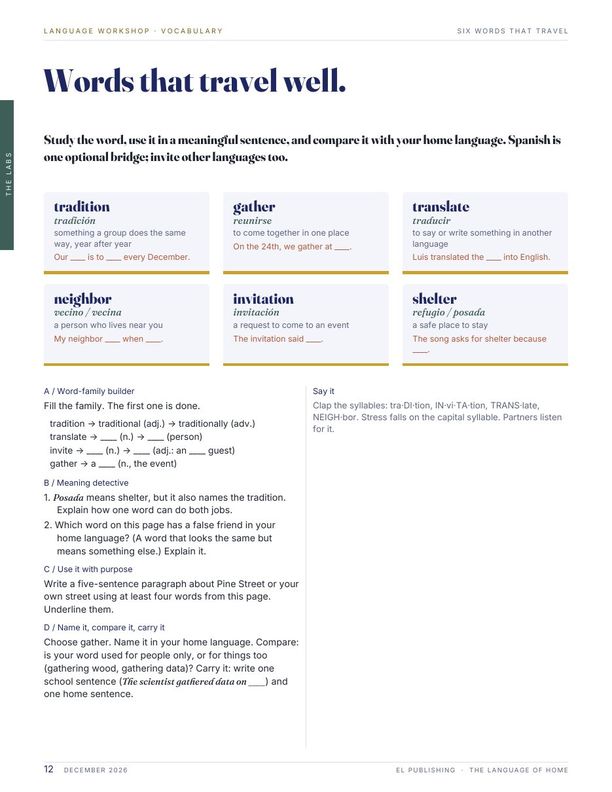 LANGUAGE WORKSHOP · VOCABULARY
SIX WORDS THAT TRAVEL
THE LABS
Words that travel well.
Study the word, use it in a meaningful sentence, and compare it with your home language. Spanish is
one optional bridge: invite other languages too.
tradition
tradición
something a group does the same
way, year after year
Our ____ is to ____ every December.
gather
reunirse
to come together in one place
On the 24th, we gather at ____.
translate
traducir
to say or write something in another
language
Luis translated the ____ into English.
neighbor
vecino / vecina
a person who lives near you
My neighbor ____ when ____.
invitation
invitación
a request to come to an event
The invitation said ____.
shelter
refugio / posada
a safe place to stay
The song asks for shelter because
____.
A / Word-family builder
Fill the family. The first one is done.
tradition → traditional (adj.) → traditionally (adv.)
translate → ____ (n.) → ____ (person)
invite → ____ (n.) → ____ (adj.: an ____ guest)
gather → a ____ (n., the event)
B / Meaning detective
1. Posada means shelter, but it also names the tradition.
Explain how one word can do both jobs.
2. Which word on this page has a false friend in your
home language? (A word that looks the same but
means something else.) Explain it.
C / Use it with purpose
Write a five-sentence paragraph about Pine Street or your
own street using at least four words from this page.
Underline them.
D / Name it, compare it, carry it
Choose gather. Name it in your home language. Compare:
is your word used for people only, or for things too
(gathering wood, gathering data)? Carry it: write one
school sentence (The scientist gathered data on ____) and
one home sentence.
Say it
Clap the syllables: tra·DI·tion, IN·vi·TA·tion, TRANS·late,
NEIGH·bor. Stress falls on the capital syllable. Partners listen
for it.
12 DECEMBER 2026
EL PUBLISHING · THE LANGUAGE OF HOME